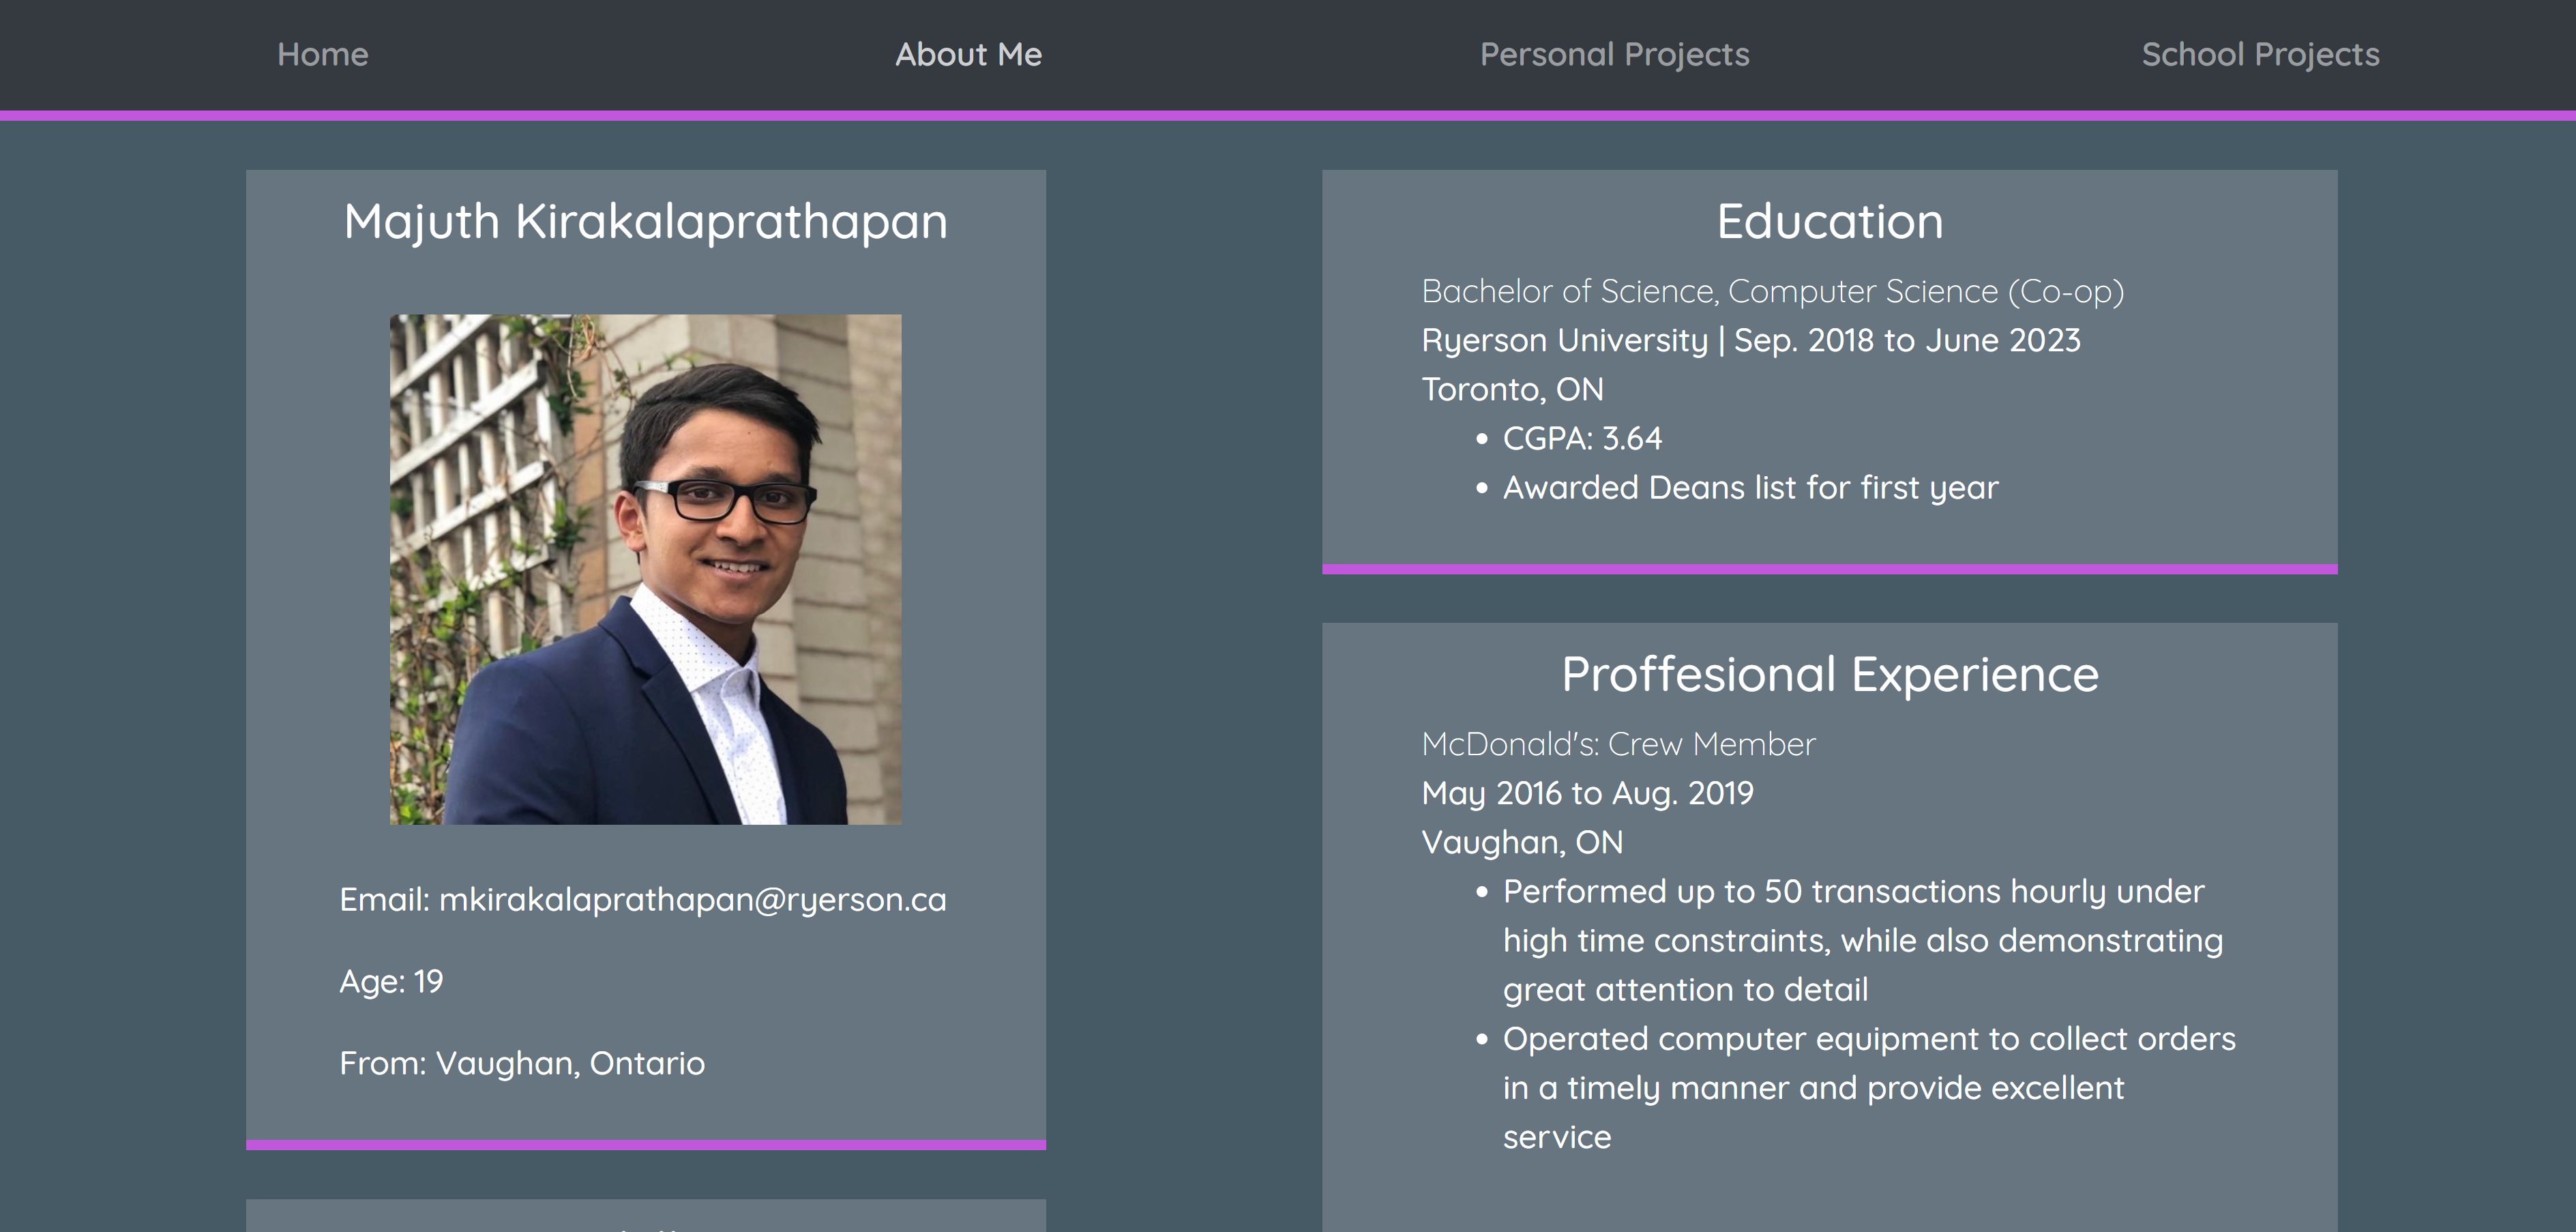 Home
About Me
Personal Projects
School Projects
Majuth Kirakalaprathapan
Email: mkirakalaprathapan@ryerson.ca
Age: 19
From: Vaughan, Ontario
Education
Bachelor of Science, Computer Science (Co-op)
Ryerson University | Sep. 2018 to June 2023
Toronto, ON
CGPA: 3.64
Awarded Deans list for first year
Proffesional Experience
McDonald's: Crew Member
May 2016 to Aug. 2019
Vaughan, ON
Performed up to 50 transactions hourly under
high time constraints, while also demonstrating
great attention to detail
Operated computer equipment to collect orders
in a timely manner and provide excellent
service